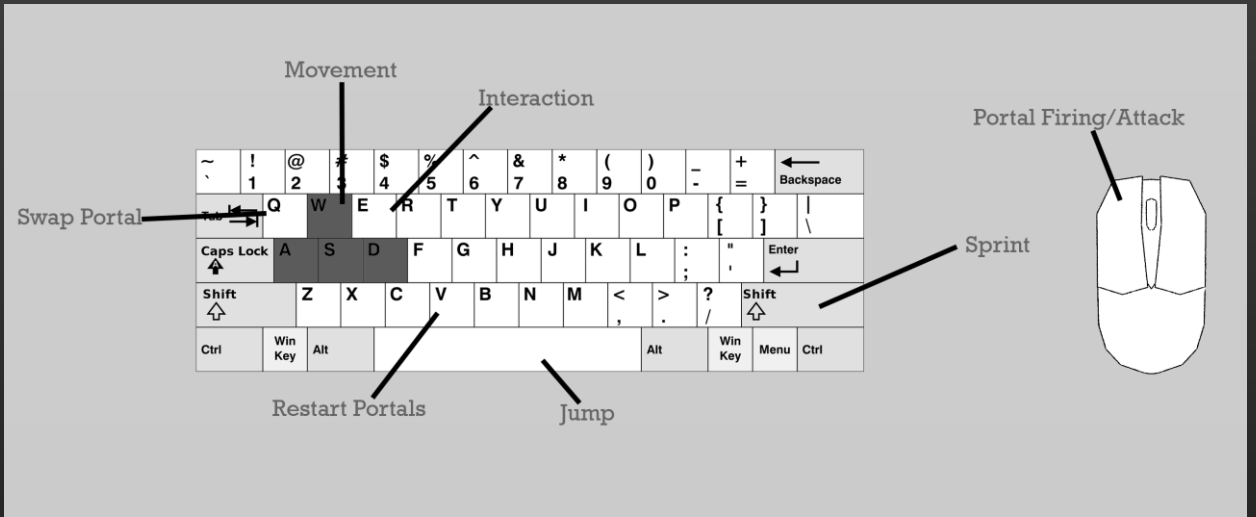 Movement
Interaction
Portal Firing/Attack
~ ! @ # $ % ^ & * ( ) _ +
` 1 2 3 4 5 6 7 8 9 0 - = Backspace
Swap Portal Tab Q W E R T Y U I O P { } |
[ ] \
Caps Lock A S D F G H J K L : " Enter
; '
Sprint
Shift Z X C V B N M < > ? Shift
, . /
Ctrl Win Key Alt Alt Win Key Menu Ctrl
Restart Portals
Jump